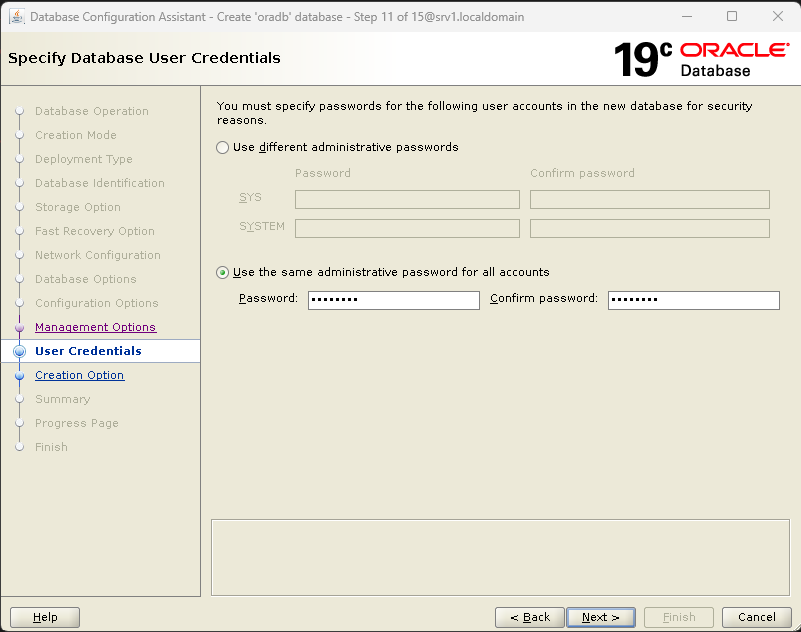 Database Configuration Assistant - Create 'oradb' database - Step 11 of 15@srv1.localdomain
Specify Database User Credentials
19c ORACLE
Database
Database Operation
Creation Mode
Deployment Type
Database Identification
Storage Option
Fast Recovery Option
Network Configuration
Database Options
Configuration Options
Management Options
User Credentials
Creation Option
Summary
Progress Page
Finish
You must specify passwords for the following user accounts in the new database for security
reasons.
Use different administrative passwords
Password Confirm password
SYS
SYSTEM
Use the same administrative password for all accounts
Password: •••••••• Confirm password: ••••••••
Help < Back Next > Finish Cancel